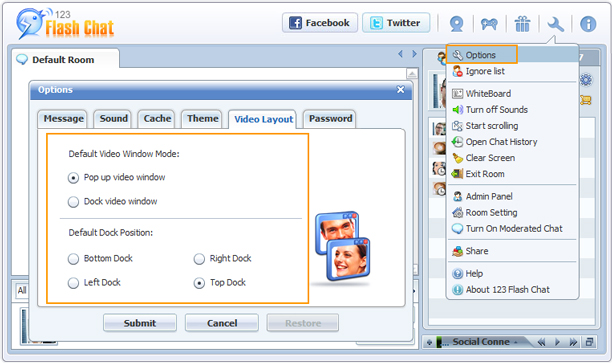 123
Flash Chat
Facebook
Twitter
Default Room
Options
Message
Sound
Cache
Theme
Video Layout
Password
Default Video Window Mode:
Pop up video window
Dock video window
Default Dock Position:
Bottom Dock
Right Dock
Left Dock
Top Dock
Submit
Cancel
Restore
All
Options
Ignore list
WhiteBoard
Turn off Sounds
Start scrolling
Open Chat History
Clear Screen
Exit Room
Admin Panel
Room Setting
Turn On Moderated Chat
Share
Help
About 123 Flash Chat
... Social Conne